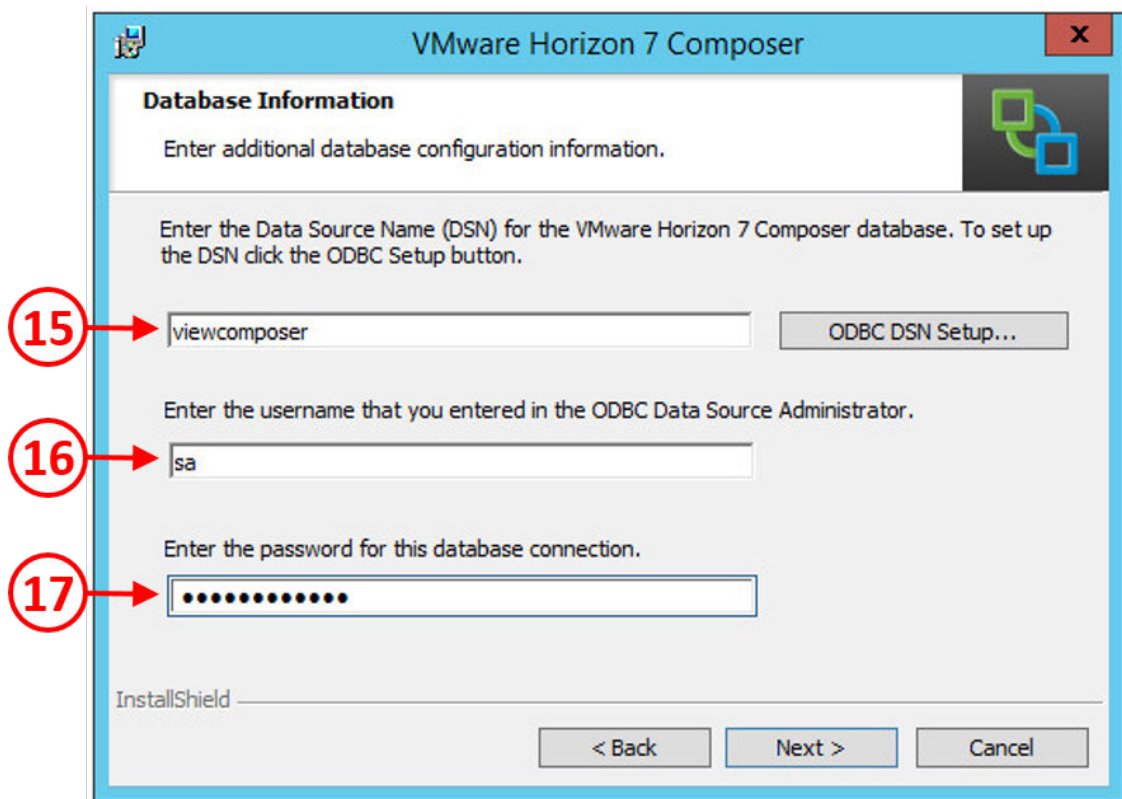 VMware Horizon 7 Composer
x
Database Information
Enter additional database configuration information.
Enter the Data Source Name (DSN) for the VMware Horizon 7 Composer database. To set up
the DSN click the ODBC Setup button.
15
viewcomposer
ODBC DSN Setup...
Enter the username that you entered in the ODBC Data Source Administrator.
16
sa
Enter the password for this database connection.
17
••••••••••••
InstallShield
< Back
Next >
Cancel